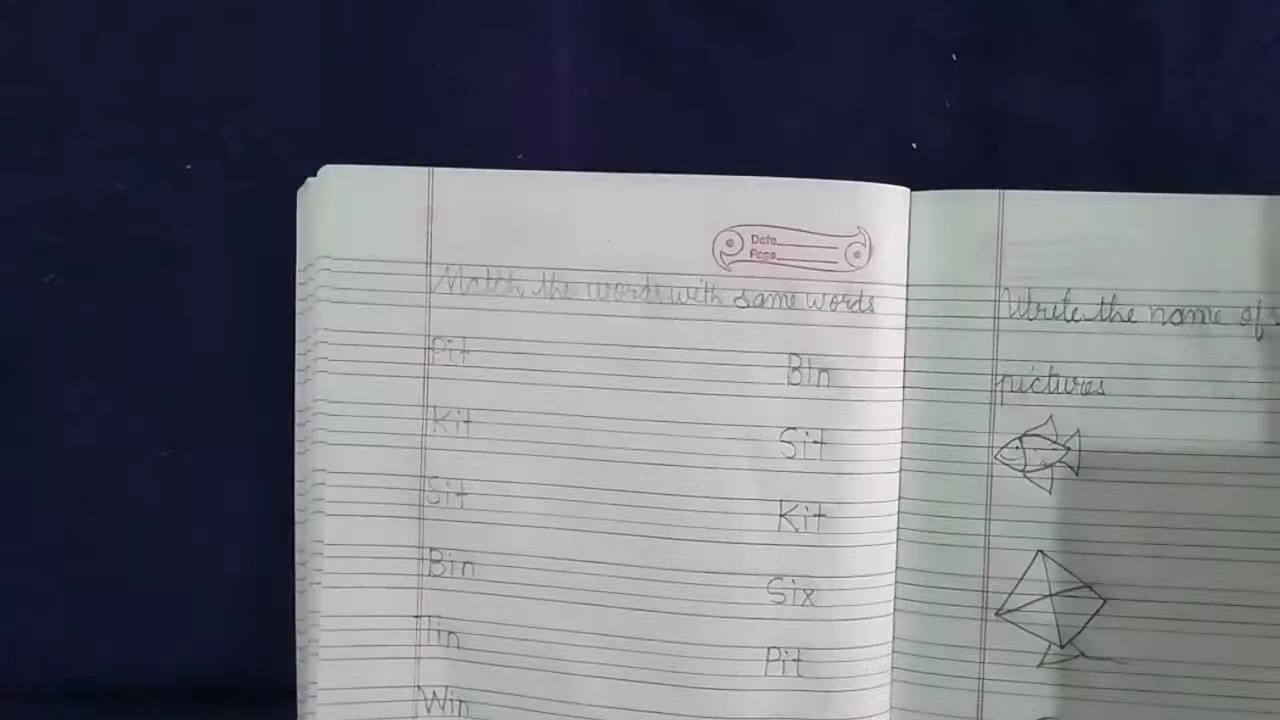 Date
Page
Match the words with same words
Pit
Bin
Kit
Sit
Sit
Kit
Bin
Six
Tin
Pit
Win
Write the name of
pictures